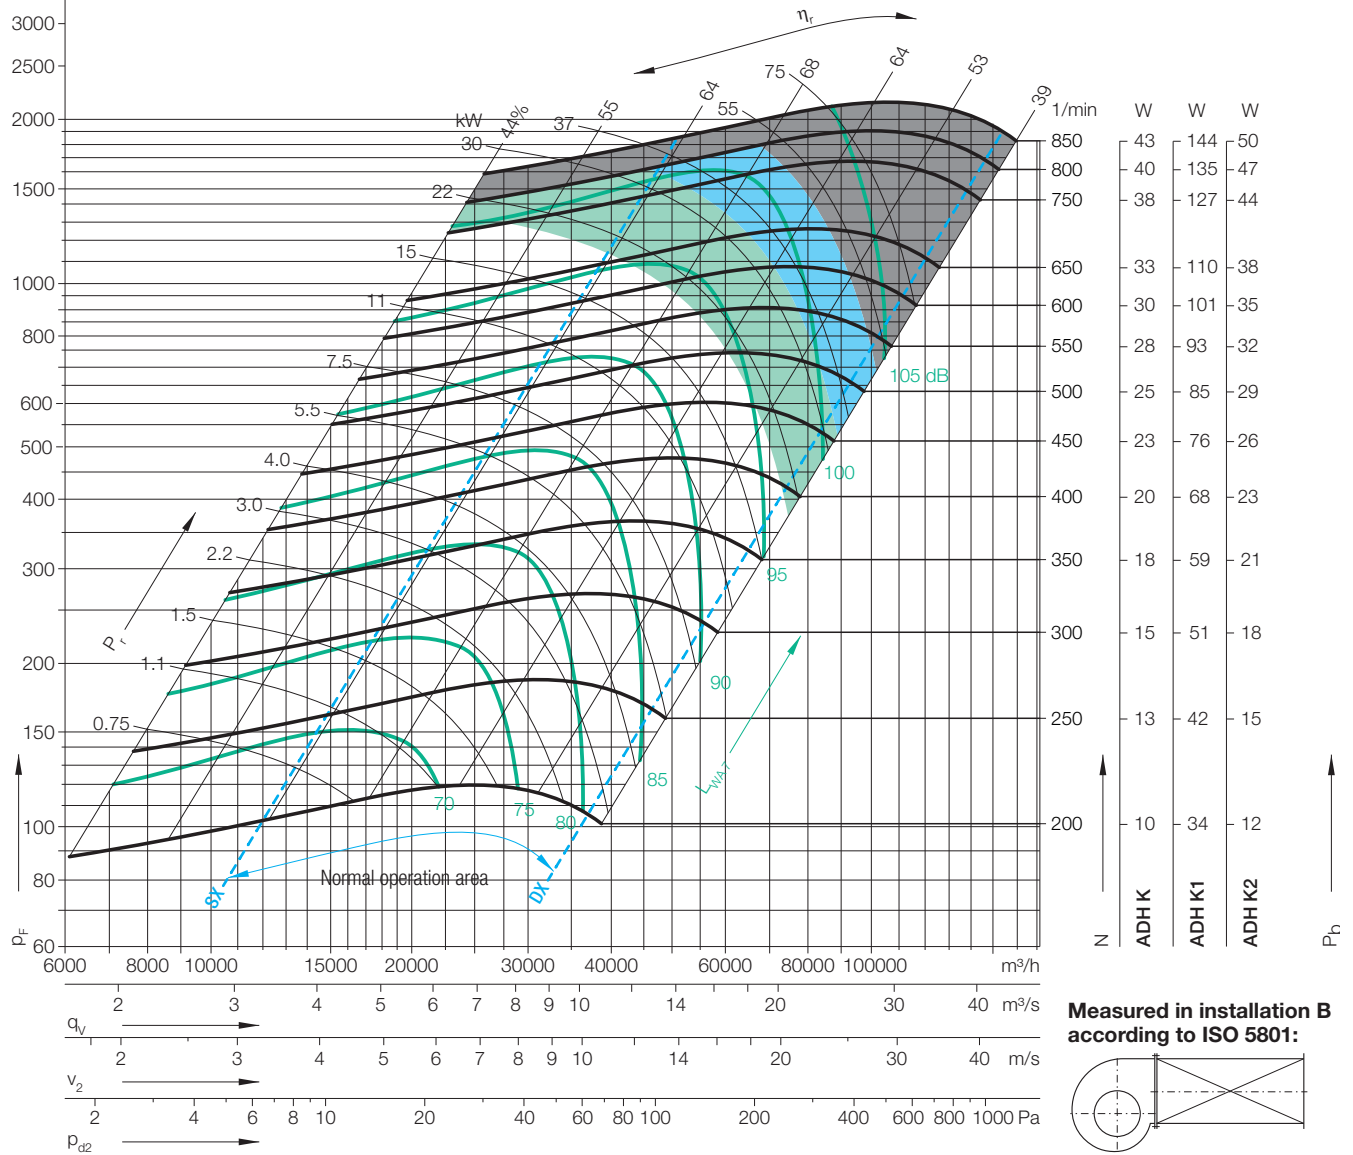 3000
2500
2000
1500
1000
800
600
500
400
300
200
150
100
80
60
p_F
η_r
44%
55
64
75
68
64
53
39
kW
30
37
55
22
15
11
7.5
5.5
4.0
3.0
2.2
1.5
1.1
0.75
P_r
105 dB
100
95
90
85
80
75
70
L_WA7
SX
Normal operation area
DX
1/min W W W
850 43 144 50
800 40 135 47
750 38 127 44
650 33 110 38
600 30 101 35
550 28 93 32
500 25 85 29
450 23 76 26
400 20 68 23
350 18 59 21
300 15 51 18
250 13 42 15
200 10 34 12
N
ADH K
ADH K1
ADH K2
P_b
6000 8000 10000 15000 20000 30000 40000 60000 80000 100000 m³/h
2 3 4 5 6 7 8 9 10 14 20 30 40 m³/s
q_V
2 3 4 5 6 7 8 9 10 14 20 30 40 m/s
v_2
2 4 6 8 10 20 40 60 80 100 200 400 600 800 1000 Pa
p_d2
Measured in installation B
according to ISO 5801: